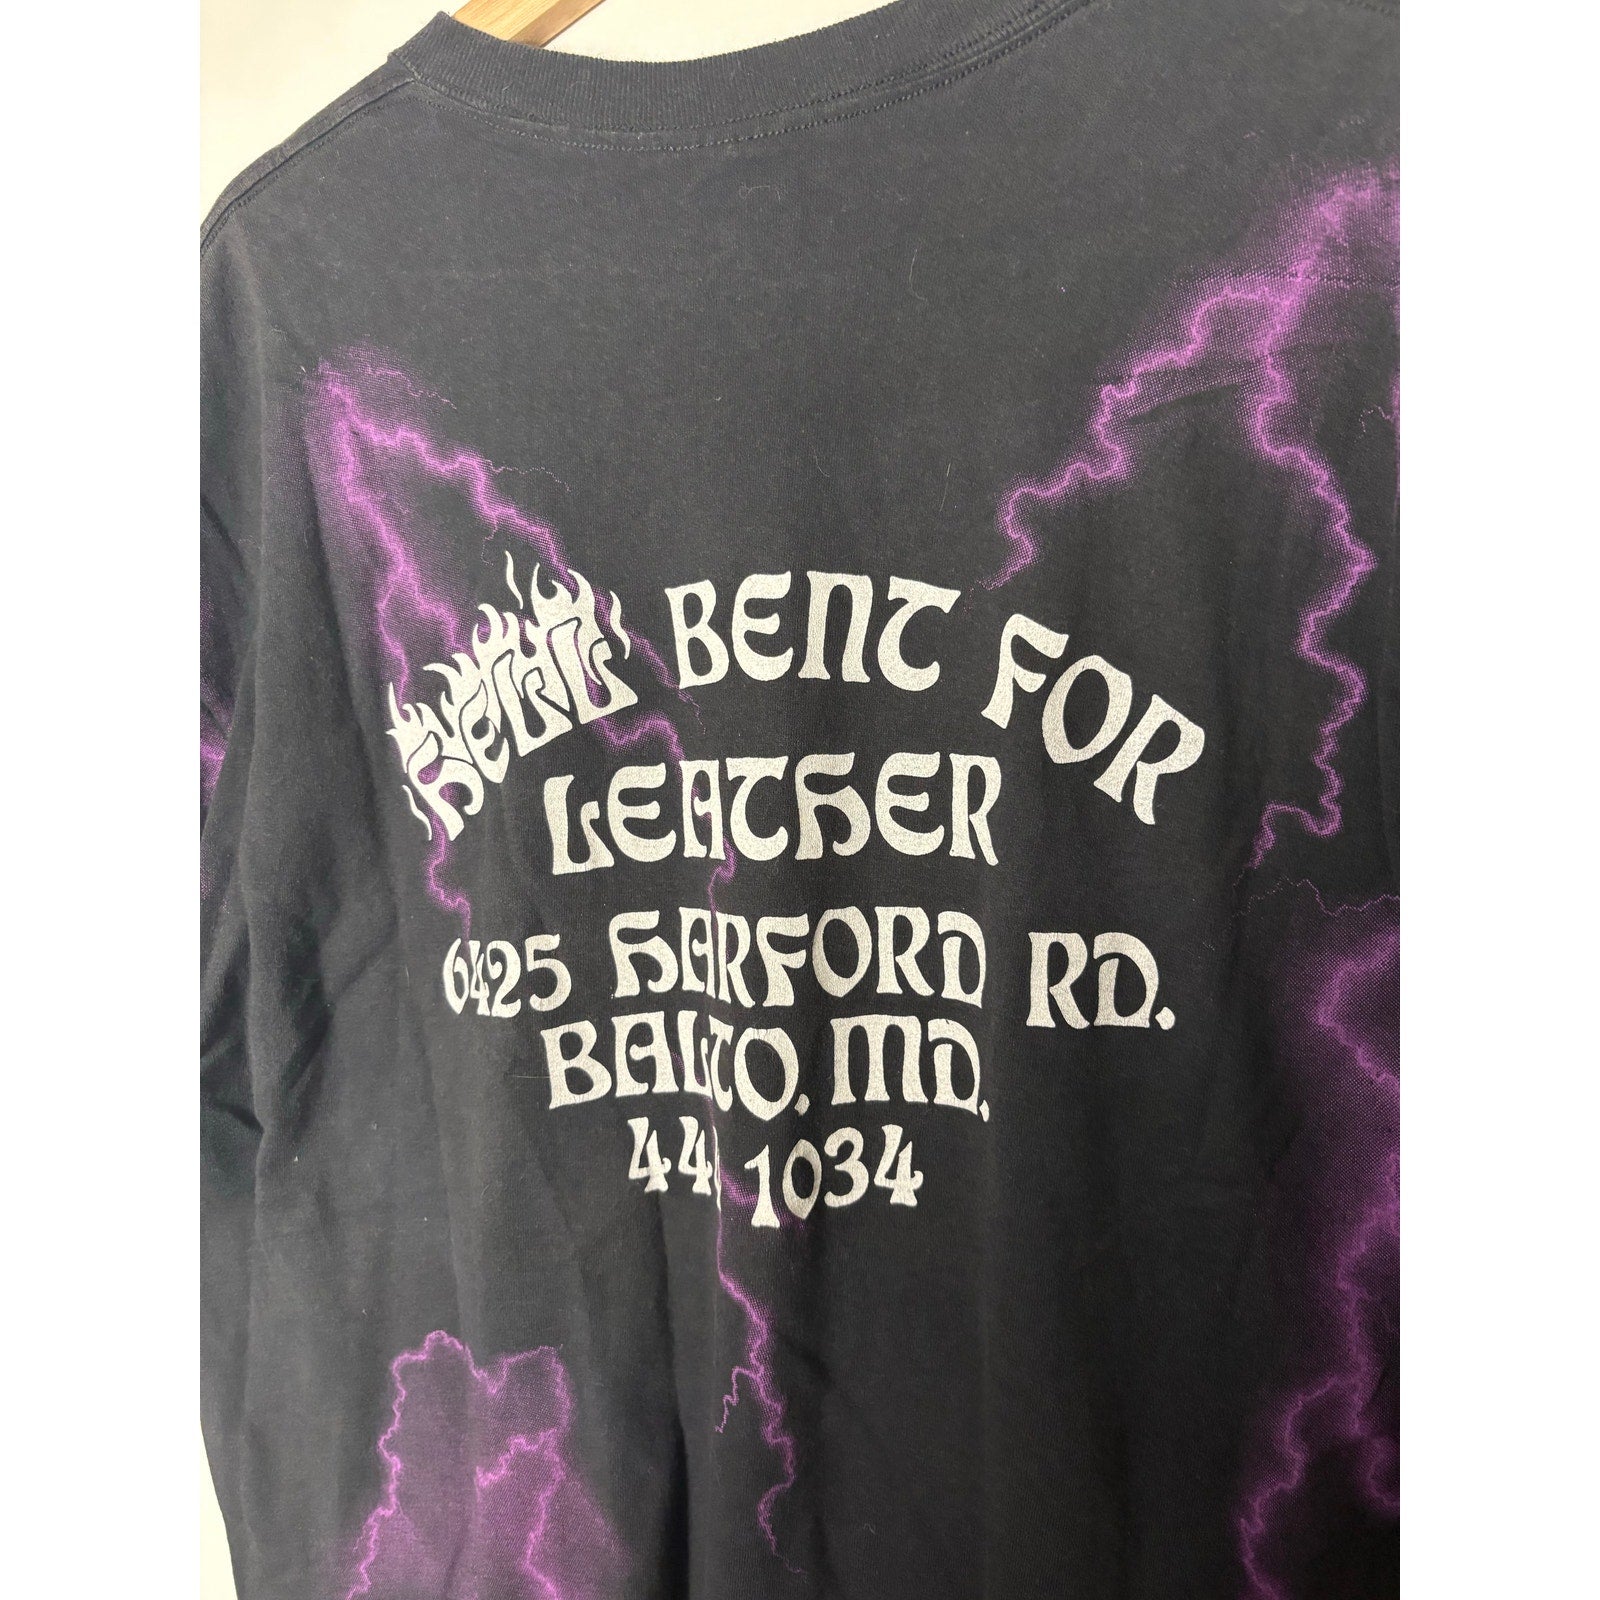 HELL BENT FOR
LEATHER
6425 HARFORD RD.
BALTO. MD.
1034